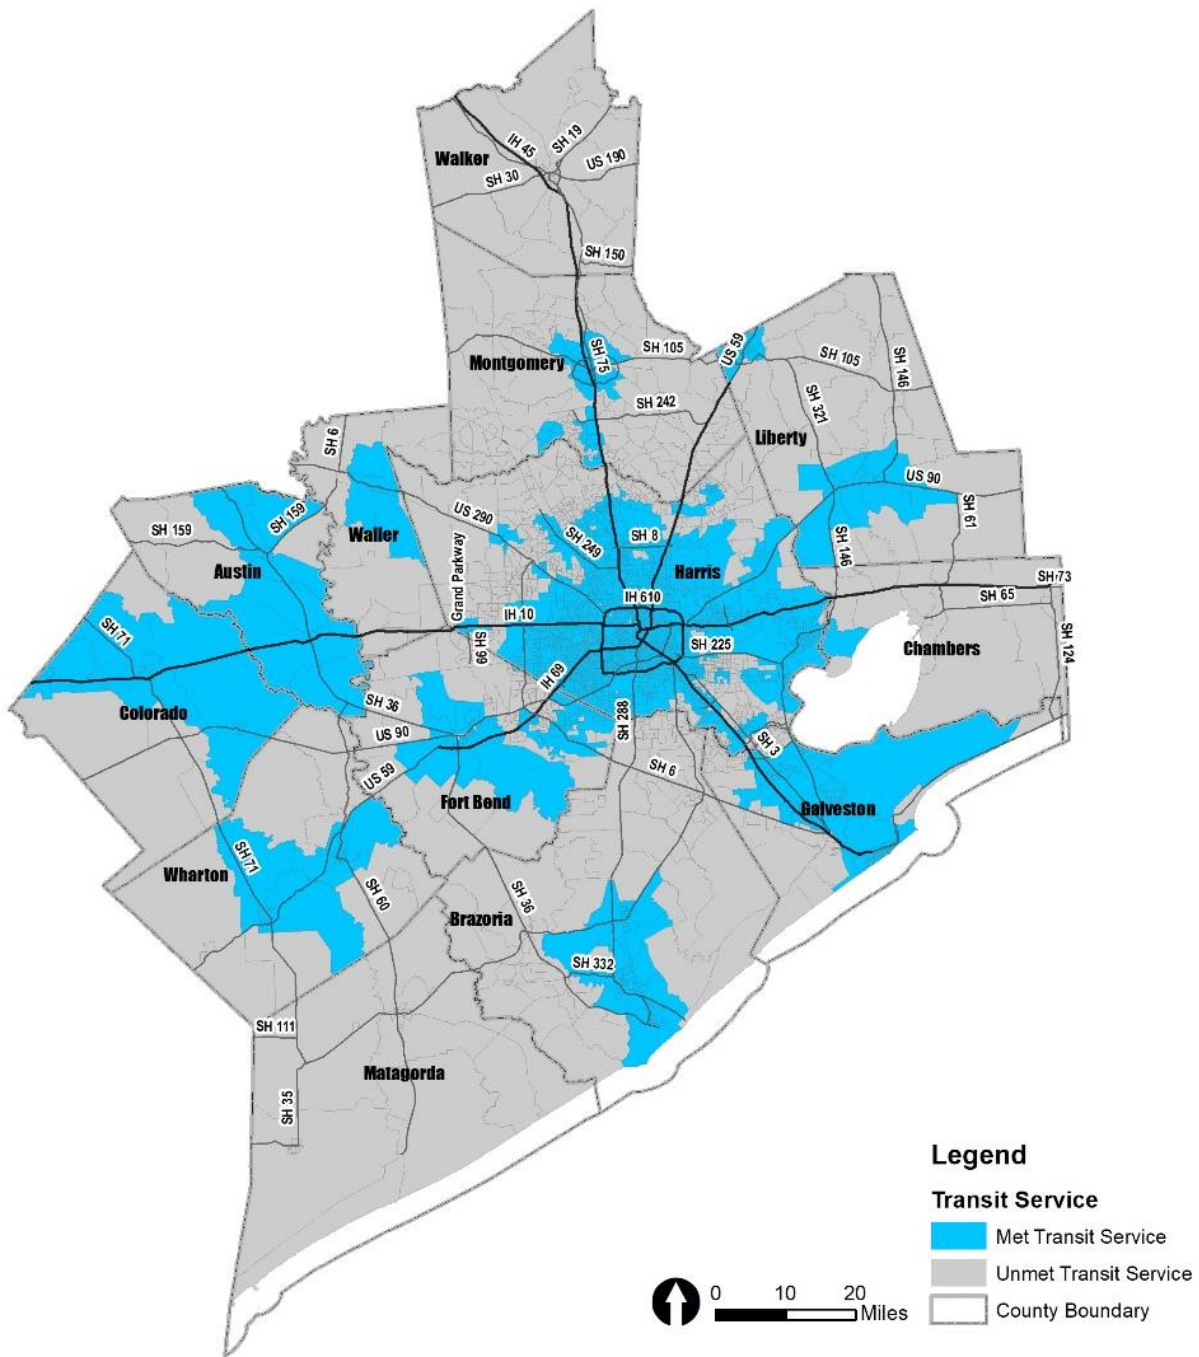 IH 45
SH 19
Walker
US 190
SH 30
SH 150
US 59
SH 75
SH 105
SH 105
SH 146
Montgomery
SH 242
SH 321
SH 6
Liberty
US 90
SH 159
US 290
SH 61
SH 159
Waller
SH 249
SH 8
SH 146
Austin
Grand Parkway
Harris
SH 73
IH 610
SH 65
IH 10
SH 71
SH 99
SH 225
Chambers
SH 124
IH 69
SH 36
Colorado
SH 288
US 90
SH 3
SH 6
US 59
Fort Bend
Galveston
SH 71
Wharton
SH 60
SH 36
Brazoria
SH 332
SH 111
Matagorda
SH 35
Legend
Transit Service
Met Transit Service
Unmet Transit Service
County Boundary
0 10 20
Miles